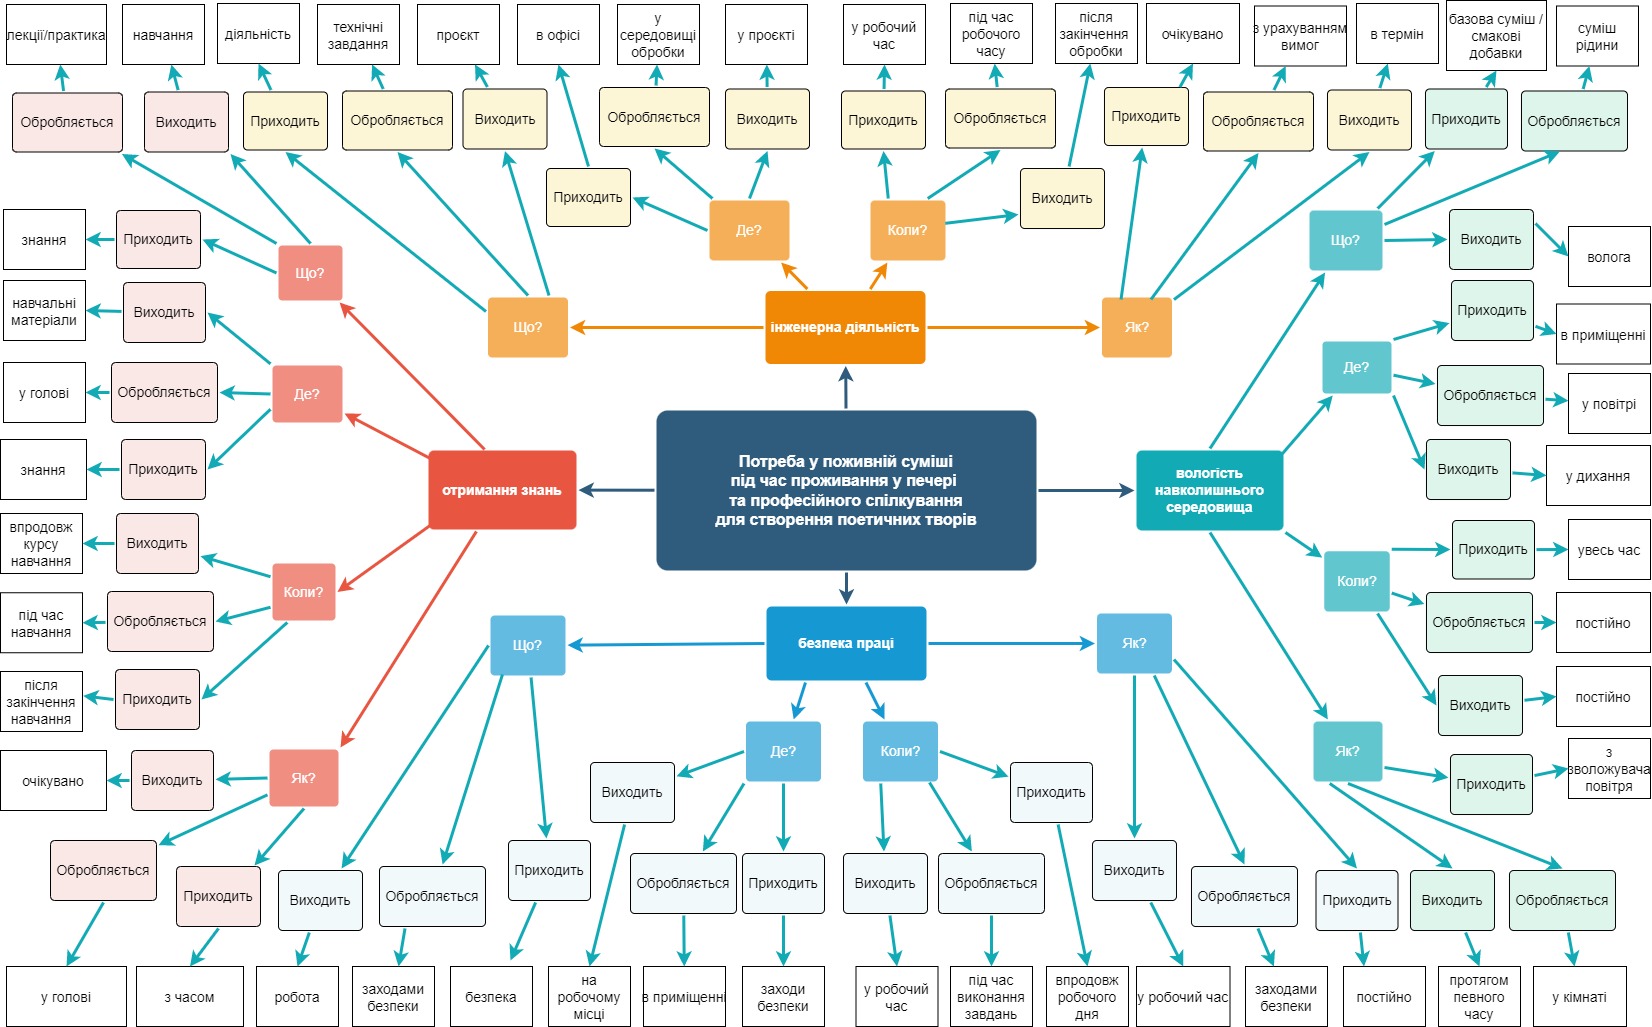 лекції/практика
навчання
діяльність
технічні
завдання
проєкт
в офісі
у
середовищі
обробки
у проєкті
у робочий
час
під час
робочого
часу
після
закінчення
обробки
очікувано
з урахуванням
вимог
в термін
базова суміш /
смакові
добавки
суміш
рідини
Обробляється
Виходить
Приходить
Обробляється
Виходить
Обробляється
Виходить
Приходить
Обробляється
Приходить
Обробляється
Виходить
Приходить
Обробляється
Приходить
Виходить
знання
Приходить
Що?
Де?
Коли?
Що?
Виходить
волога
навчальні
матеріали
Виходить
Що?
інженерна діяльність
Як?
Приходить
в приміщенні
у голові
Обробляється
Де?
Де?
Обробляється
у повітрі
знання
Приходить
отримання знань
Потреба у поживній суміші
під час проживання у печері
та професійного спілкування
для створення поетичних творів
вологість
навколишнього
середовища
Виходить
у дихання
впродовж
курсу
навчання
Виходить
Коли?
Коли?
Приходить
увесь час
під час
навчання
Обробляється
Що?
безпека праці
Як?
Обробляється
постійно
після
закінчення
навчання
Приходить
Виходить
постійно
очікувано
Виходить
Як?
Де?
Коли?
Як?
Приходить
з
зволожувача
повітря
Виходить
Приходить
Обробляється
Приходить
Виходить
Обробляється
Приходить
Обробляється
Приходить
Виходить
Обробляється
Виходить
Обробляється
Приходить
Виходить
Обробляється
у голові
з часом
робота
заходами
безпеки
безпека
на
робочому
місці
в приміщенні
заходи
безпеки
у робочий
час
під час
виконання
завдань
впродовж
робочого
дня
у робочий час
заходами
безпеки
постійно
протягом
певного
часу
у кімнаті